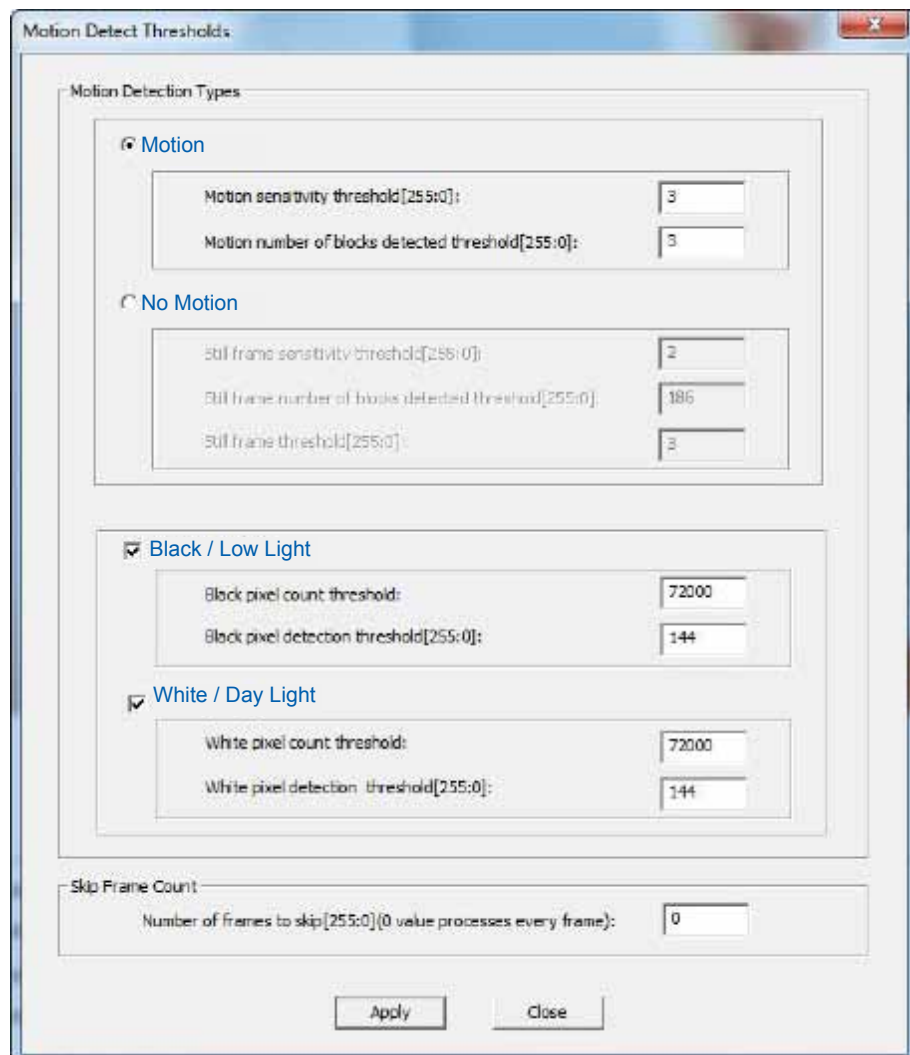 Motion Detect Thresholds
Motion Detection Types
Motion
Motion sensitivity threshold[255:0]: 3
Motion number of blocks detected threshold[255:0]: 3
No Motion
Still frame sensitivity threshold[255:0]: 2
Still frame number of blocks detected threshold[255:0]: 186
Still frame threshold[255:0]: 3
Black / Low Light
Black pixel count threshold: 72000
Black pixel detection threshold[255:0]: 144
White / Day Light
White pixel count threshold: 72000
White pixel detection threshold[255:0]: 144
Skip Frame Count
Number of frames to skip[255:0](0 value processes every frame): 0
Apply Close